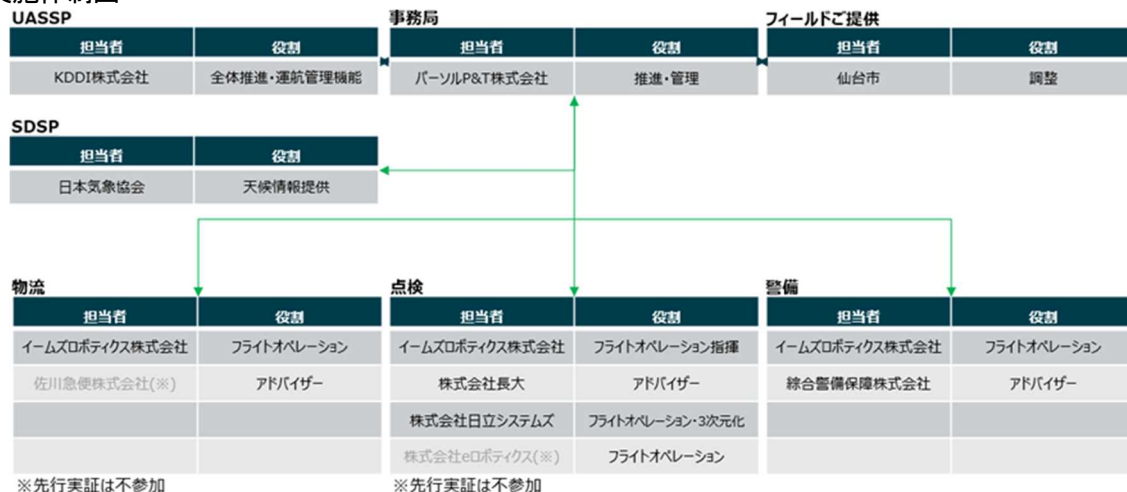 UASSP
事務局
フィールドご提供
担当者 役割
担当者 役割
担当者 役割
KDDI株式会社 全体推進・運航管理機能
パーソルP&T株式会社 推進・管理
仙台市 調整
SDSP
担当者 役割
日本気象協会 天候情報提供
物流
担当者 役割
イームズロボティクス株式会社 フライトオペレーション
佐川急便株式会社(※) アドバイザー
※先行実証は不参加
点検
担当者 役割
イームズロボティクス株式会社 フライトオペレーション指揮
株式会社長大 アドバイザー
株式会社日立システムズ フライトオペレーション・3次元化
株式会社eロボティクス(※) フライトオペレーション
※先行実証は不参加
警備
担当者 役割
イームズロボティクス株式会社 フライトオペレーション
綜合警備保障株式会社 アドバイザー